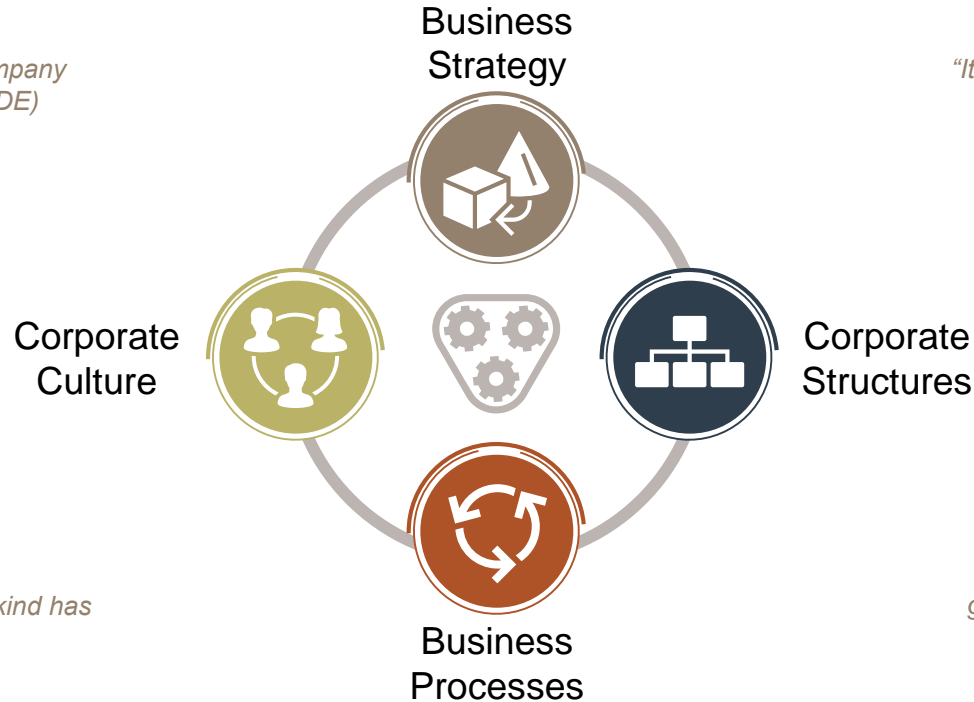 Business
Strategy
mpany
DE)
“It
Corporate
Culture
Corporate
Structures
kind has
g
Business
Processes